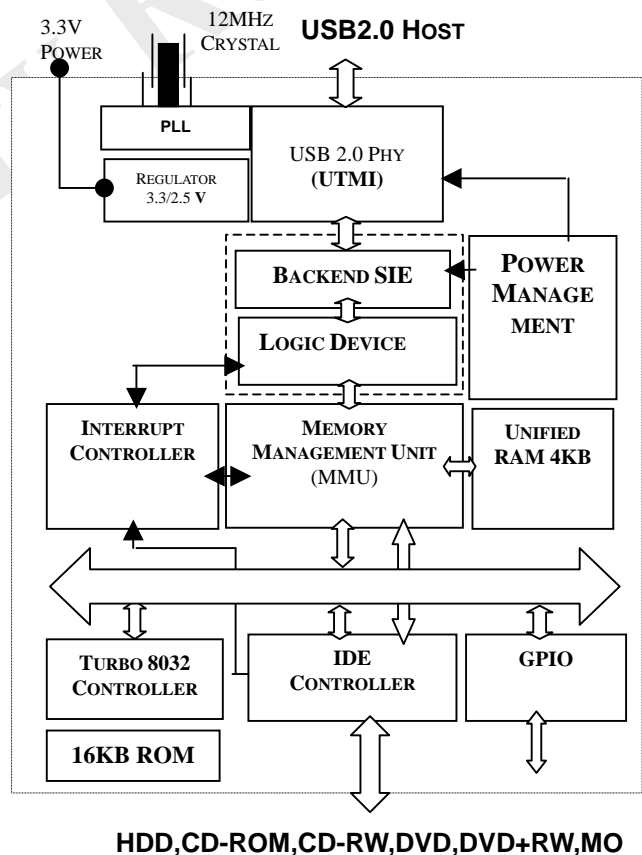 3.3V
POWER
12MHZ
CRYSTAL
USB2.0 HOST
PLL
REGULATOR
3.3/2.5 V
USB 2.0 PHY
(UTMI)
BACKEND SIE
LOGIC DEVICE
POWER
MANAGE
MENT
INTERRUPT
CONTROLLER
MEMORY
MANAGEMENT UNIT
(MMU)
UNIFIED
RAM 4KB
TURBO 8032
CONTROLLER
IDE
CONTROLLER
GPIO
16KB ROM
HDD,CD-ROM,CD-RW,DVD,DVD+RW,MO